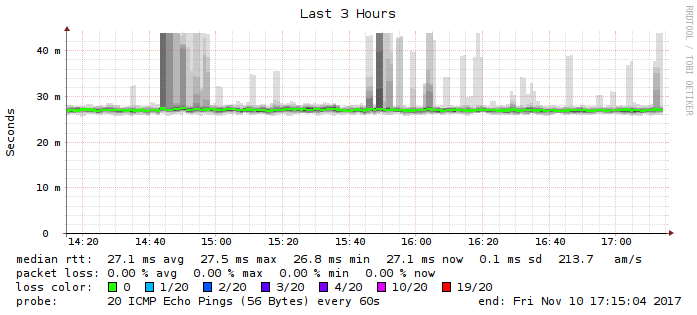 Last 3 Hours
RRDTOOL / TOBI OETIKER
Seconds
40 m
30 m
20 m
10 m
0
14:20 14:40 15:00 15:20 15:40 16:00 16:20 16:40 17:00
median rtt: 27.1 ms avg 27.5 ms max 26.8 ms min 27.1 ms now 0.1 ms sd 213.7 am/s
packet loss: 0.00 % avg 0.00 % max 0.00 % min 0.00 % now
loss color: 0 1/20 2/20 3/20 4/20 10/20 19/20
probe: 20 ICMP Echo Pings (56 Bytes) every 60s end: Fri Nov 10 17:15:04 2017